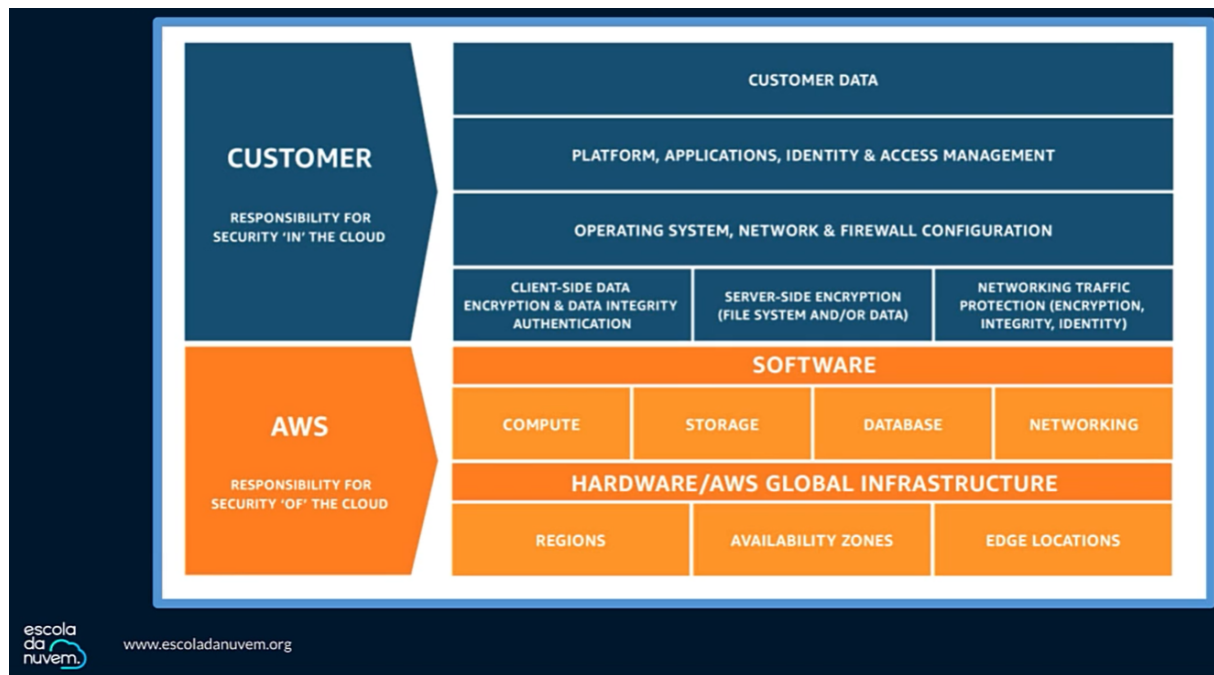 CUSTOMER
RESPONSIBILITY FOR
SECURITY ‘IN’ THE CLOUD
CUSTOMER DATA
PLATFORM, APPLICATIONS, IDENTITY & ACCESS MANAGEMENT
OPERATING SYSTEM, NETWORK & FIREWALL CONFIGURATION
CLIENT-SIDE DATA
ENCRYPTION & DATA INTEGRITY
AUTHENTICATION
SERVER-SIDE ENCRYPTION
(FILE SYSTEM AND/OR DATA)
NETWORKING TRAFFIC
PROTECTION (ENCRYPTION,
INTEGRITY, IDENTITY)
AWS
RESPONSIBILITY FOR
SECURITY ‘OF’ THE CLOUD
SOFTWARE
COMPUTE
STORAGE
DATABASE
NETWORKING
HARDWARE/AWS GLOBAL INFRASTRUCTURE
REGIONS
AVAILABILITY ZONES
EDGE LOCATIONS
escola
da
nuvem.
www.escoladanuvem.org